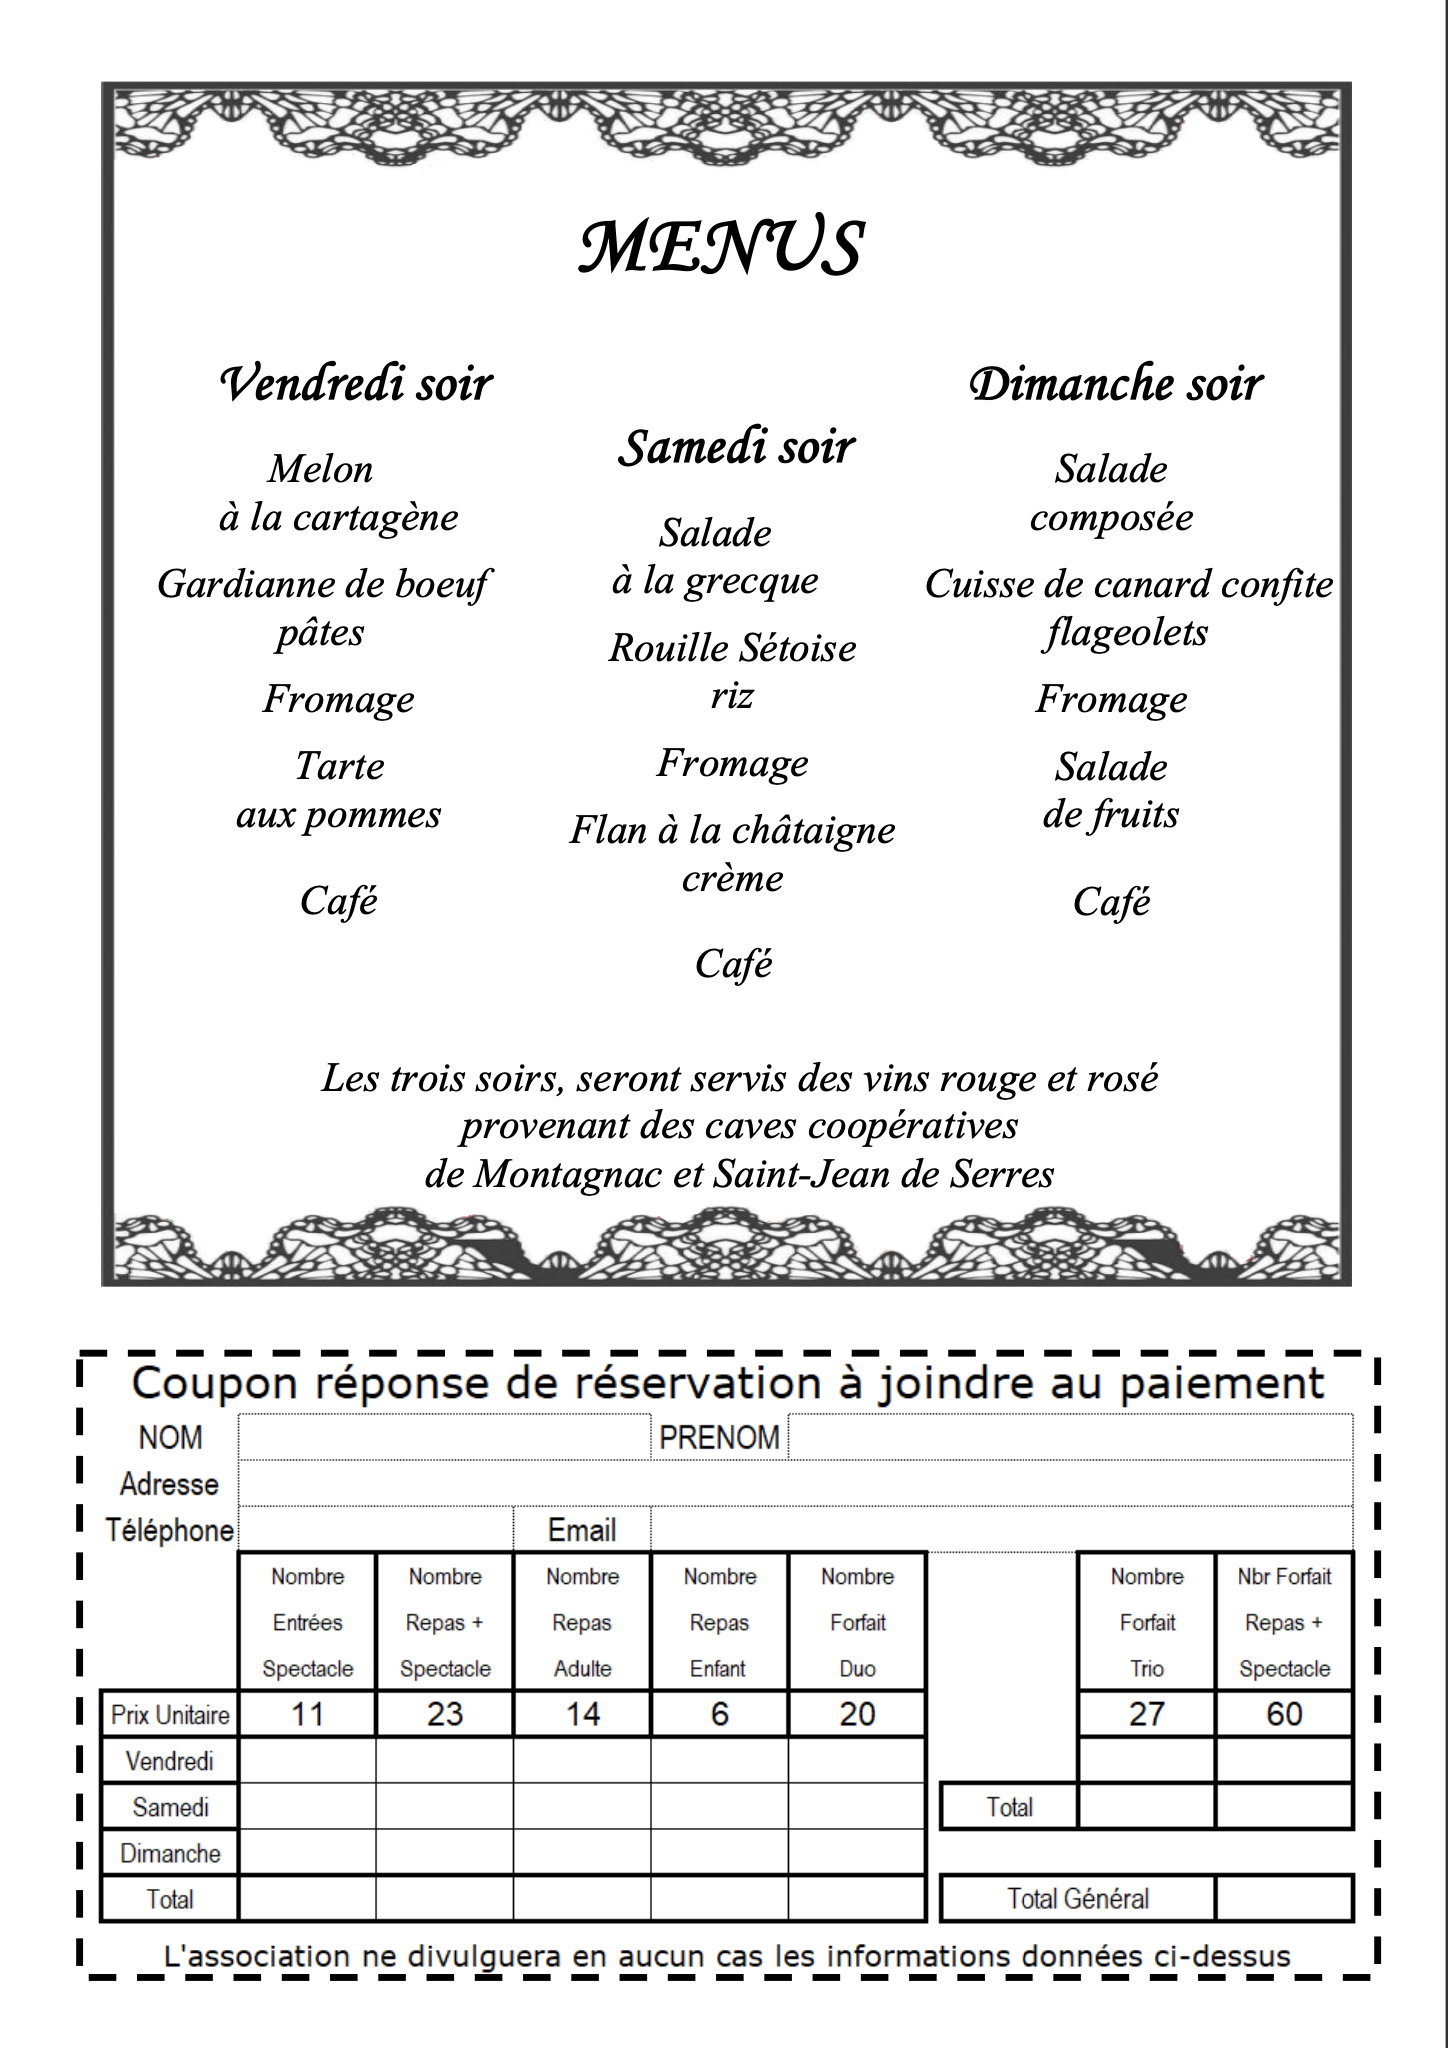 MENUS
Vendredi soir
Melon
à la cartagène
Gardianne de boeuf
pâtes
Fromage
Tarte
aux pommes
Café
Samedi soir
Salade
à la grecque
Rouille Sétoise
riz
Fromage
Flan à la châtaigne
crème
Café
Dimanche soir
Salade
composée
Cuisse de canard confite
flageolets
Fromage
Salade
de fruits
Café
Les trois soirs, seront servis des vins rouge et rosé
provenant des caves coopératives
de Montagnac et Saint-Jean de Serres
Coupon réponse de réservation à joindre au paiement
NOM PRENOM
Adresse
Téléphone Email
Nombre Nombre Nombre Nombre Nombre Nombre Nbr Forfait
Entrées Repas + Repas Repas Forfait Forfait Repas +
Spectacle Spectacle Adulte Enfant Duo Trio Spectacle
Prix Unitaire 11 23 14 6 20 27 60
Vendredi
Samedi Total
Dimanche
Total Total Général
L'association ne divulguera en aucun cas les informations données ci-dessus